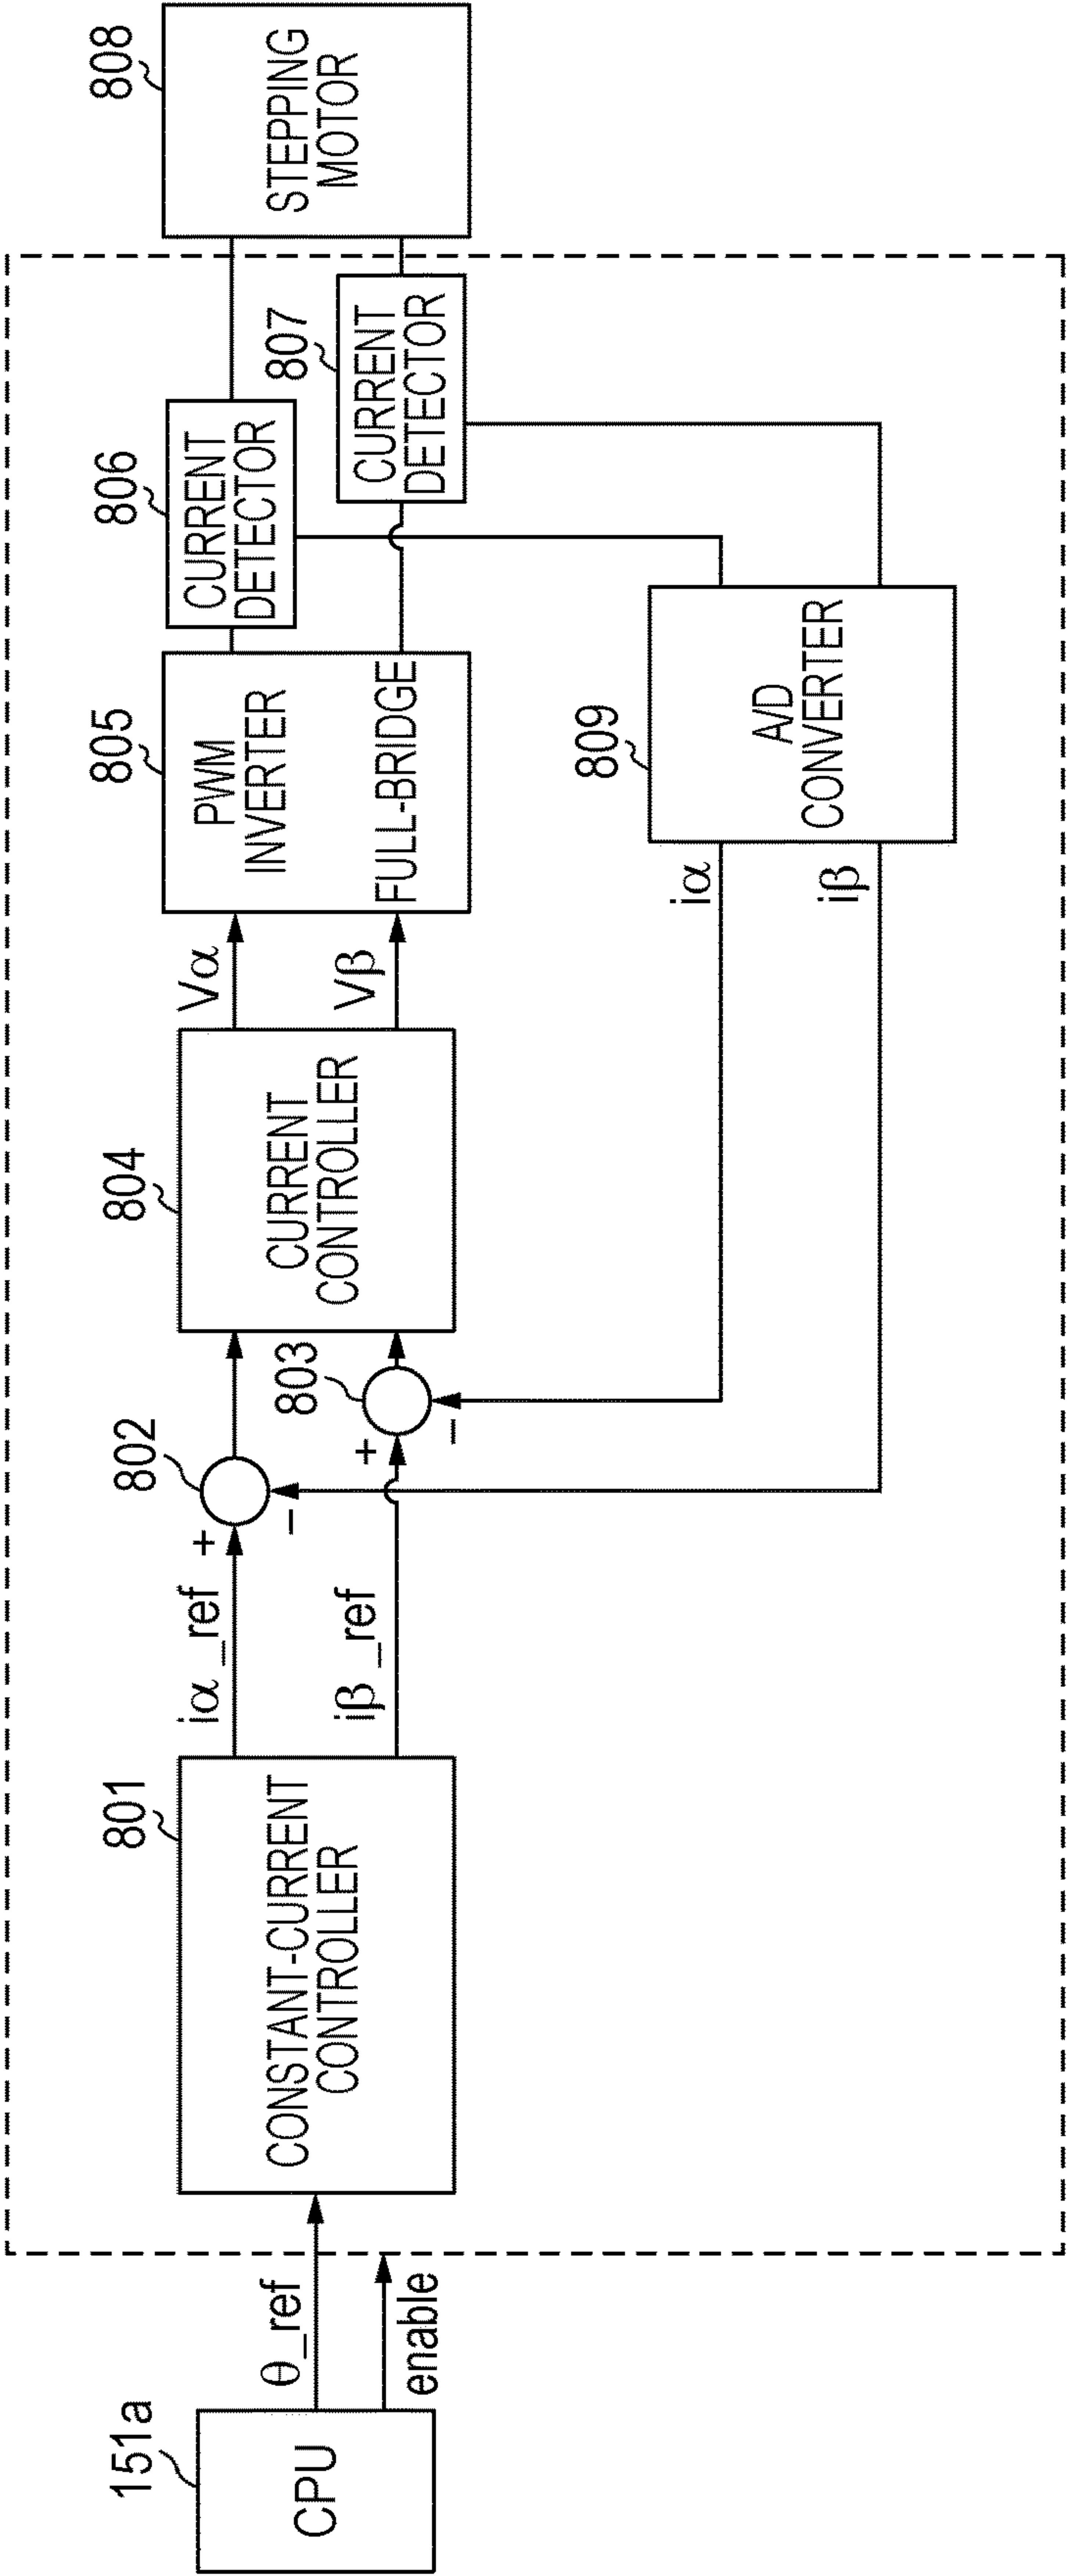 151a
CPU
θ_ref
enable
801
CONSTANT-CURRENT
CONTROLLER
iα_ref
iβ_ref
802
+
−
803
+
−
804
CURRENT
CONTROLLER
Vα
Vβ
805
PWM
INVERTER
FULL-BRIDGE
806
CURRENT
DETECTOR
807
CURRENT
DETECTOR
808
STEPPING
MOTOR
809
A/D
CONVERTER
iα
iβ